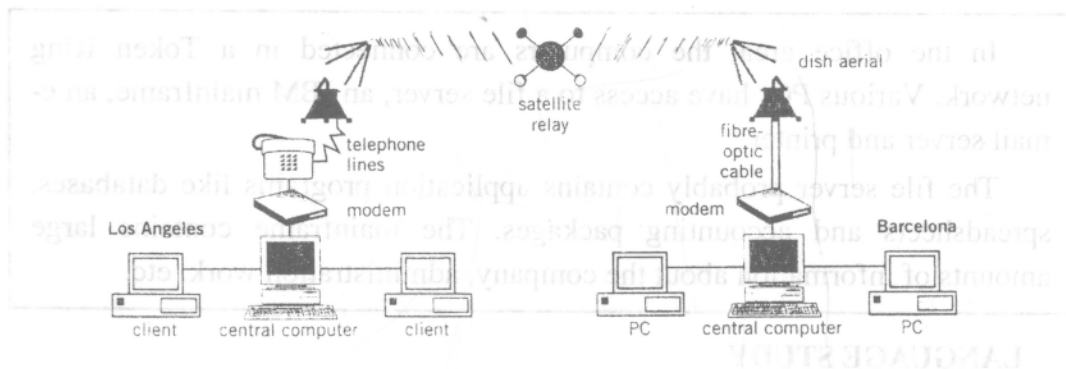 dish aerial
satellite
relay
telephone
lines
fibre-
optic
cable
modem
modem
Los Angeles
Barcelona
client
central computer
client
PC
central computer
PC
In the office the computers are connected in a Token Ring
network. Various PCs have access to a file server, an IBM mainframe, an e-
mail server and printer
The file server probably contains application programs like databases,
spreadsheets and accounting packages. The mainframe contains large
amounts of information about the company, administration work, etc.
LANGUAGE STUDY